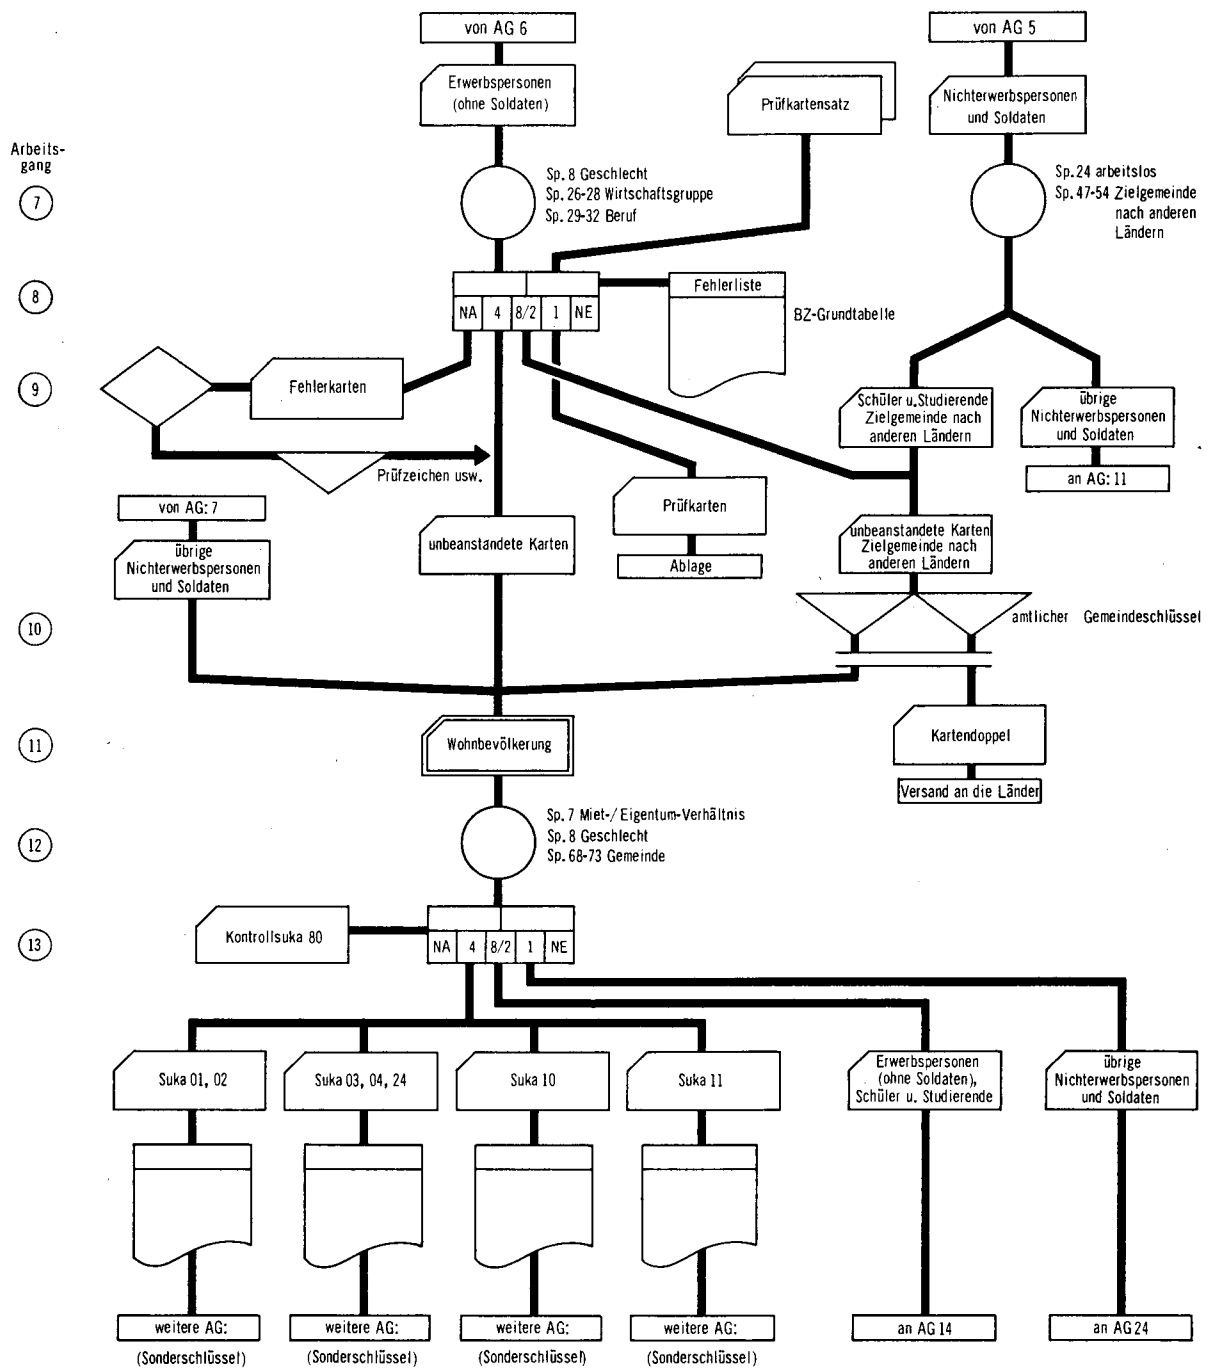 von AG 6
von AG 5
Erwerbspersonen
(ohne Soldaten)
Prüfkartensatz
Nichterwerbspersonen
und Soldaten
Arbeits-
gang
7
Sp. 8 Geschlecht
Sp. 26-28 Wirtschaftsgruppe
Sp. 29-32 Beruf
Sp. 24 arbeitslos
Sp. 47-54 Zielgemeinde
nach anderen
Ländern
8
NA 4 8/2 1 NE
Fehlerliste
BZ-Grundtabelle
9
Fehlerkarten
Schüler u. Studierende
Zielgemeinde nach
anderen Ländern
übrige
Nichterwerbspersonen
und Soldaten
Prüfzeichen usw.
an AG: 11
von AG: 7
Prüfkarten
übrige
Nichterwerbspersonen
und Soldaten
unbeanstandete Karten
unbeanstandete Karten
Zielgemeinde nach
anderen Ländern
Ablage
10
amtlicher Gemeindeschlüssel
11
Wohnbevölkerung
Kartendoppel
Versand an die Länder
12
Sp. 7 Miet-/Eigentum-Verhältnis
Sp. 8 Geschlecht
Sp. 68-73 Gemeinde
13
Kontrollsuka 80
NA 4 8/2 1 NE
Suka 01, 02
Suka 03, 04, 24
Suka 10
Suka 11
Erwerbspersonen
(ohne Soldaten),
Schüler u. Studierende
übrige
Nichterwerbspersonen
und Soldaten
weitere AG:
(Sonderschlüssel)
weitere AG:
(Sonderschlüssel)
weitere AG:
(Sonderschlüssel)
weitere AG:
(Sonderschlüssel)
an AG 14
an AG 24